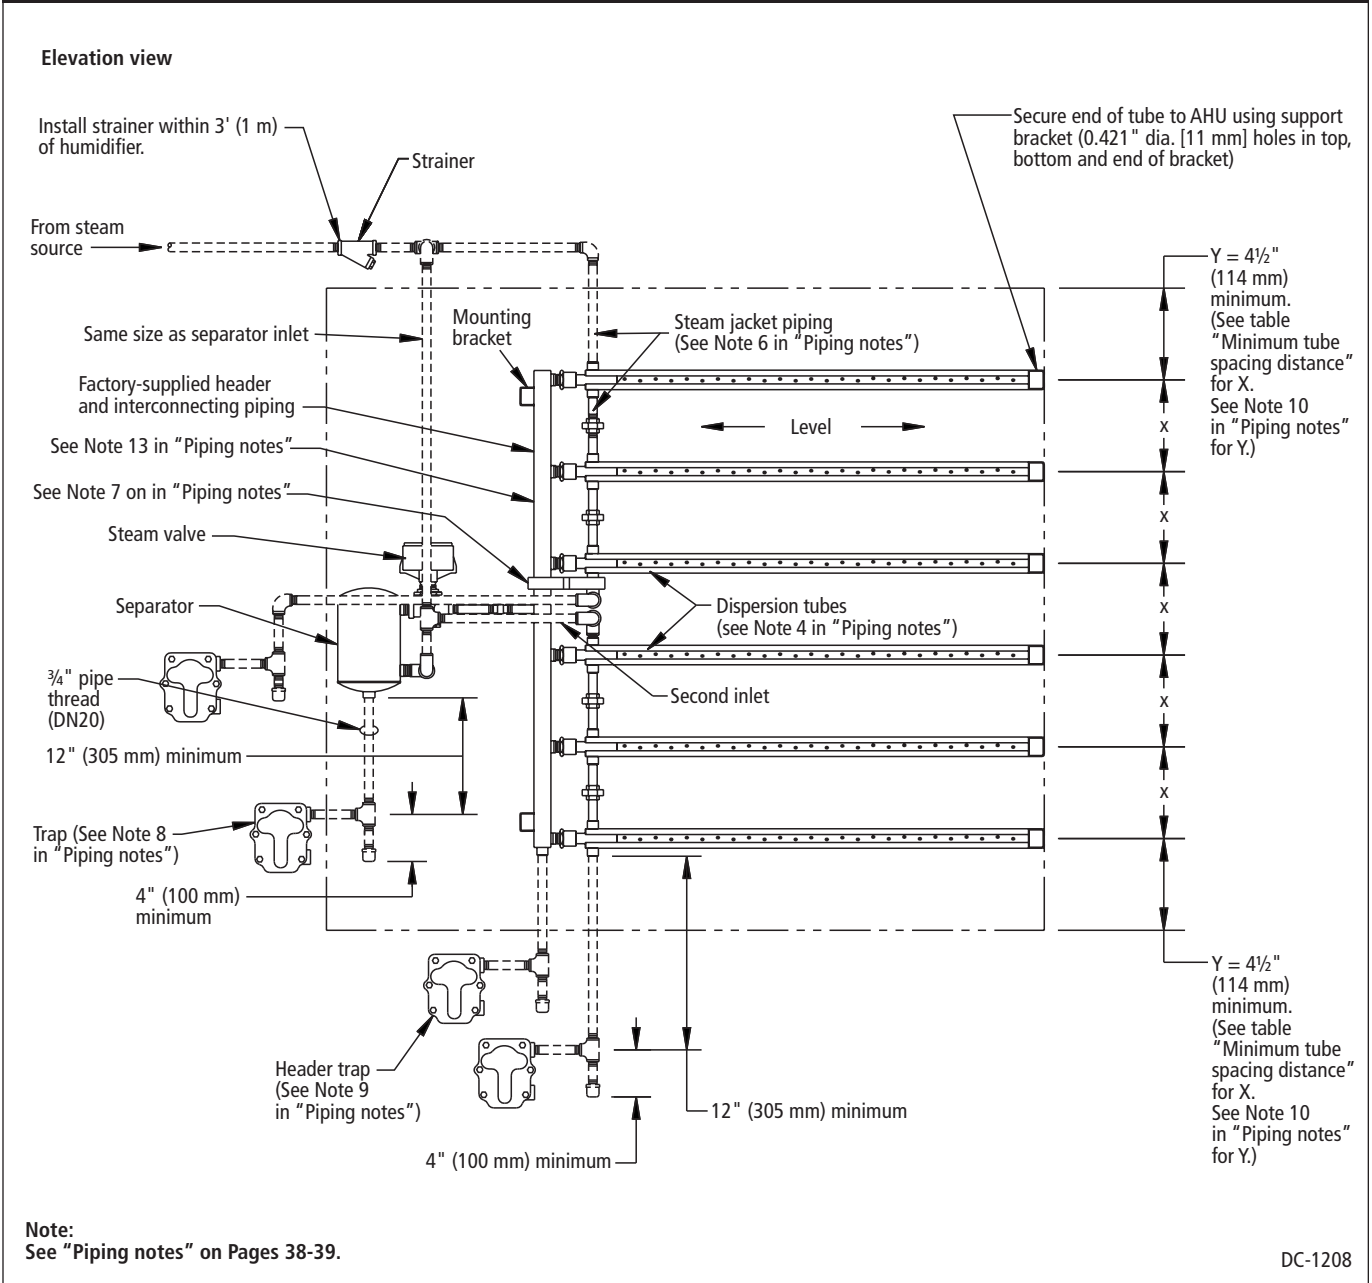 Elevation view
Install strainer within 3' (1 m)
of humidifier.
Strainer
Secure end of tube to AHU using support
bracket (0.421" dia. [11 mm] holes in top,
bottom and end of bracket)
From steam
source
Y = 4½"
(114 mm)
minimum.
(See table
“Minimum tube
spacing distance”
for X.
See Note 10
in “Piping notes”
for Y.)
Same size as separator inlet
Mounting
bracket
Steam jacket piping
(See Note 6 in “Piping notes”)
Factory-supplied header
and interconnecting piping
Level
x
See Note 13 in “Piping notes”
See Note 7 on in “Piping notes”
x
Steam valve
Separator
Dispersion tubes
(see Note 4 in “Piping notes”)
x
¾" pipe
thread
(DN20)
Second inlet
x
12" (305 mm) minimum
x
Trap (See Note 8
in “Piping notes”)
4" (100 mm)
minimum
Y = 4½"
(114 mm)
minimum.
(See table
“Minimum tube
spacing distance”
for X.
See Note 10
in “Piping notes”
for Y.)
Header trap
(See Note 9
in “Piping notes”)
12" (305 mm) minimum
4" (100 mm) minimum
Note:
See “Piping notes” on Pages 38-39.
DC-1208